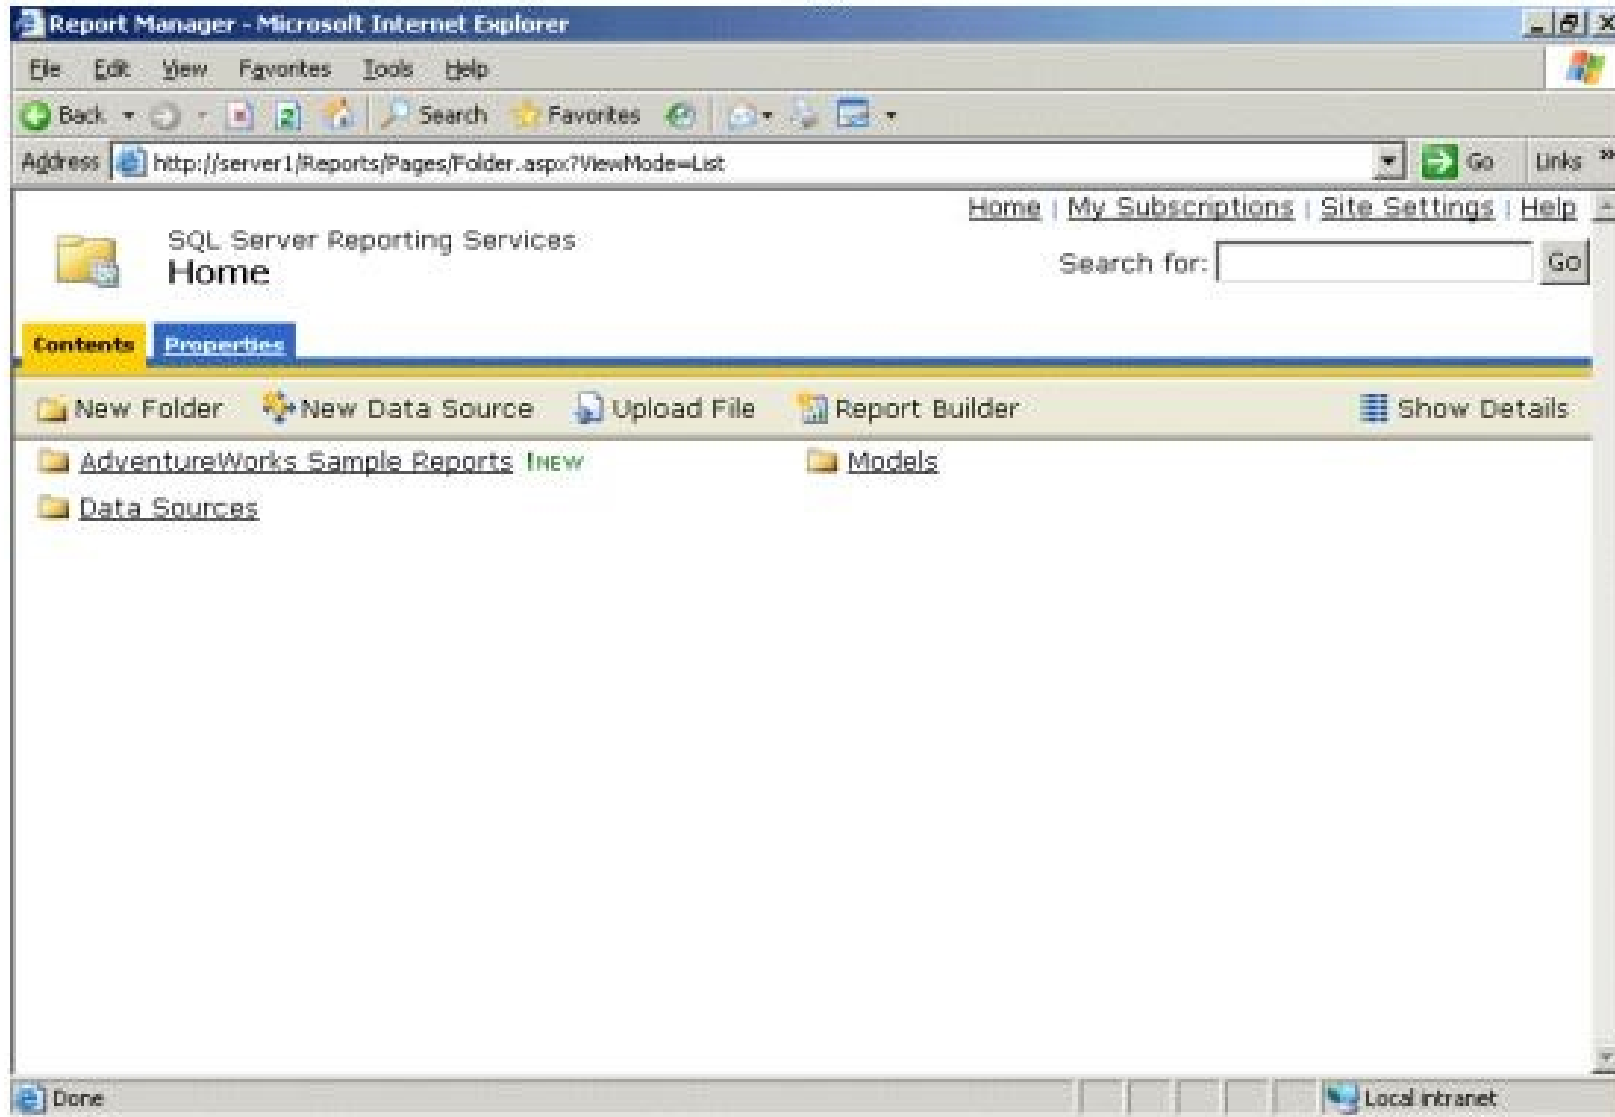 Report Manager - Microsoft Internet Explorer
File Edit View Favorites Tools Help
Back Search Favorites
Address http://server1/Reports/Pages/Folder.aspx?ViewMode=List Go Links »
Home | My Subscriptions | Site Settings | Help
SQL Server Reporting Services
Home
Search for: Go
Contents Properties
New Folder New Data Source Upload File Report Builder Show Details
AdventureWorks Sample Reports !NEW Models
Data Sources
Done Local intranet